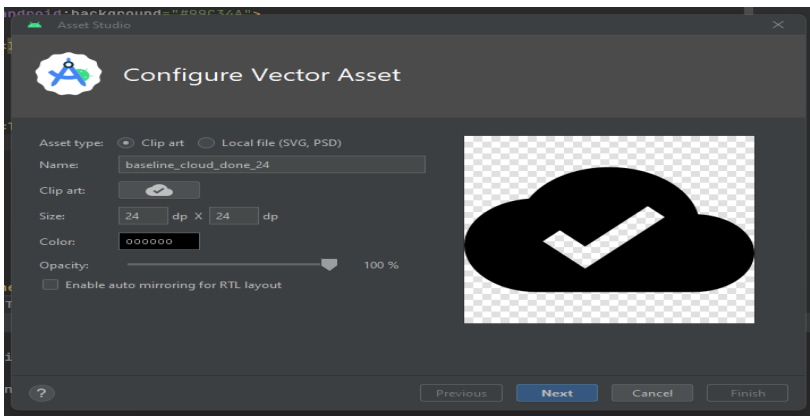 android:background="#99C34A">
Asset Studio
Configure Vector Asset
Asset type: Clip art Local file (SVG, PSD)
Name: baseline_cloud_done_24
Clip art:
Size: 24 dp X 24 dp
Color: 000000
Opacity: 100 %
Enable auto mirroring for RTL layout
? Previous Next Cancel Finish